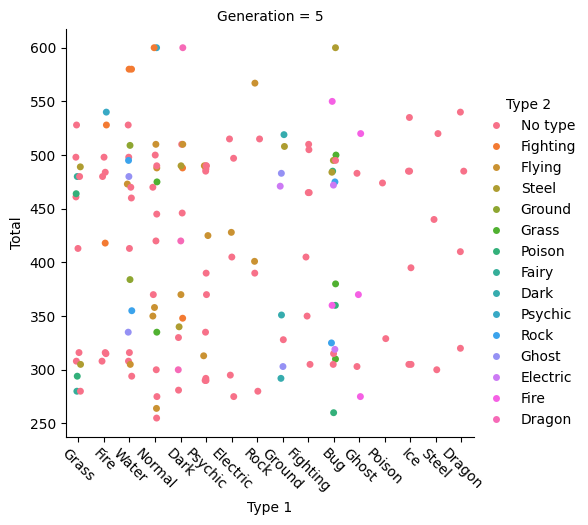 Generation = 5
600
550
500
450
400
350
300
250
Total
Grass
Fire
Water
Normal
Dark
Psychic
Electric
Rock
Ground
Fighting
Bug
Ghost
Poison
Ice
Steel
Dragon
Type 1
Type 2
No type
Fighting
Flying
Steel
Ground
Grass
Poison
Fairy
Dark
Psychic
Rock
Ghost
Electric
Fire
Dragon